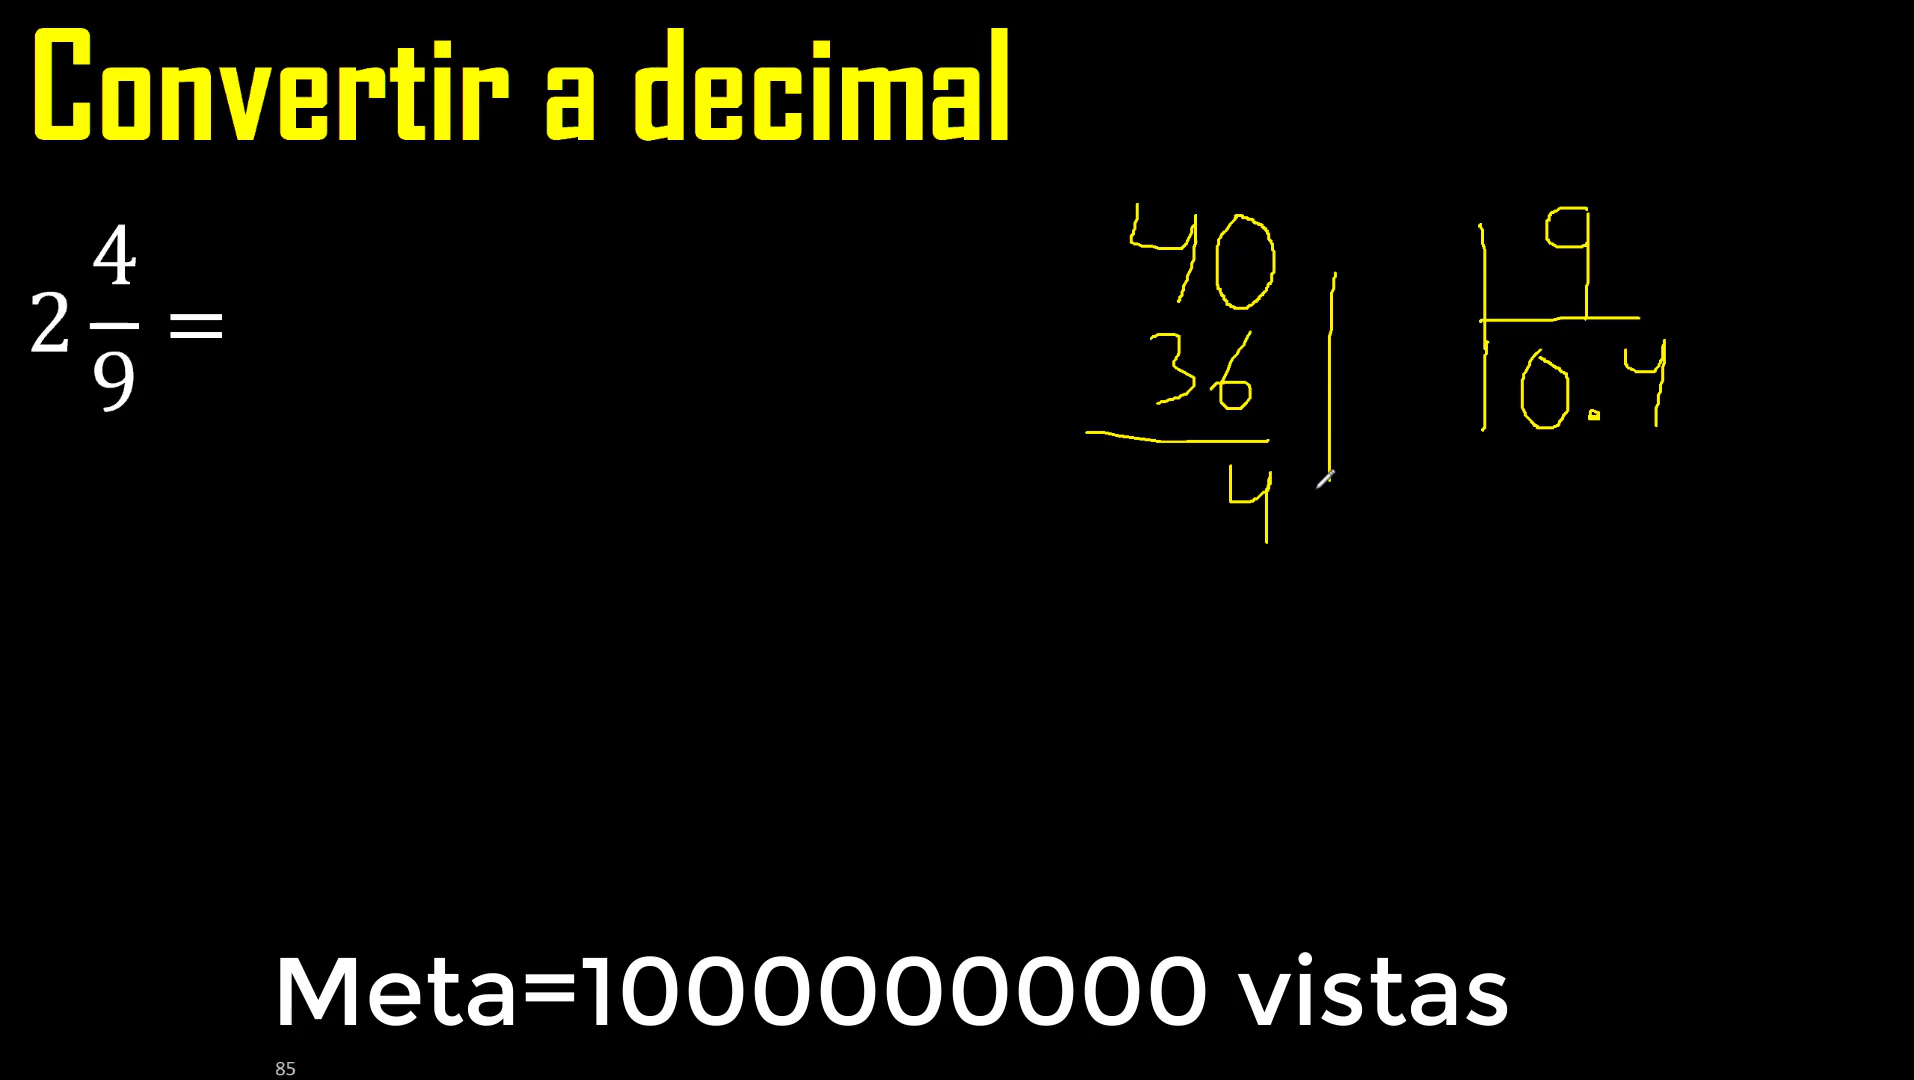 Convertir a decimal
2 4/9 =
40 9
36 0.4
4
Meta=1000000000 vistas
85